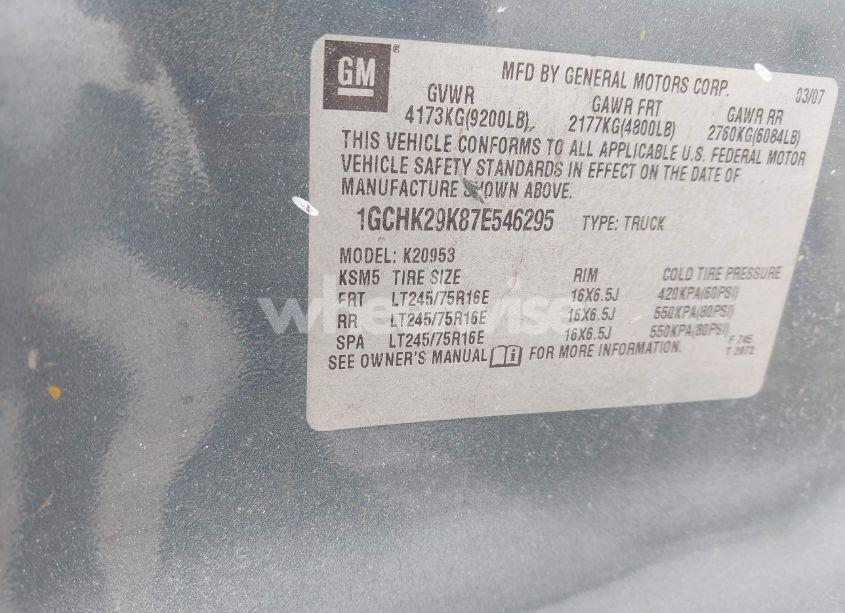 GM ®
MFD BY GENERAL MOTORS CORP. 03/07
GVWR GAWR FRT GAWR RR
4173KG(9200LB) 2177KG(4800LB) 2760KG(6084LB)
THIS VEHICLE CONFORMS TO ALL APPLICABLE U.S. FEDERAL MOTOR
VEHICLE SAFETY STANDARDS IN EFFECT ON THE DATE OF
MANUFACTURE SHOWN ABOVE.
1GCHK29K87E546295 TYPE: TRUCK
MODEL: K20953
KSM5 TIRE SIZE RIM COLD TIRE PRESSURE
FRT LT245/75R16E 16X6.5J 420KPA(60PSI)
RR LT245/75R16E 16X6.5J 550KPA(80PSI)
SPA LT245/75R16E 16X6.5J 550KPA(80PSI)
SEE OWNER'S MANUAL FOR MORE INFORMATION.
F 745
T 2872